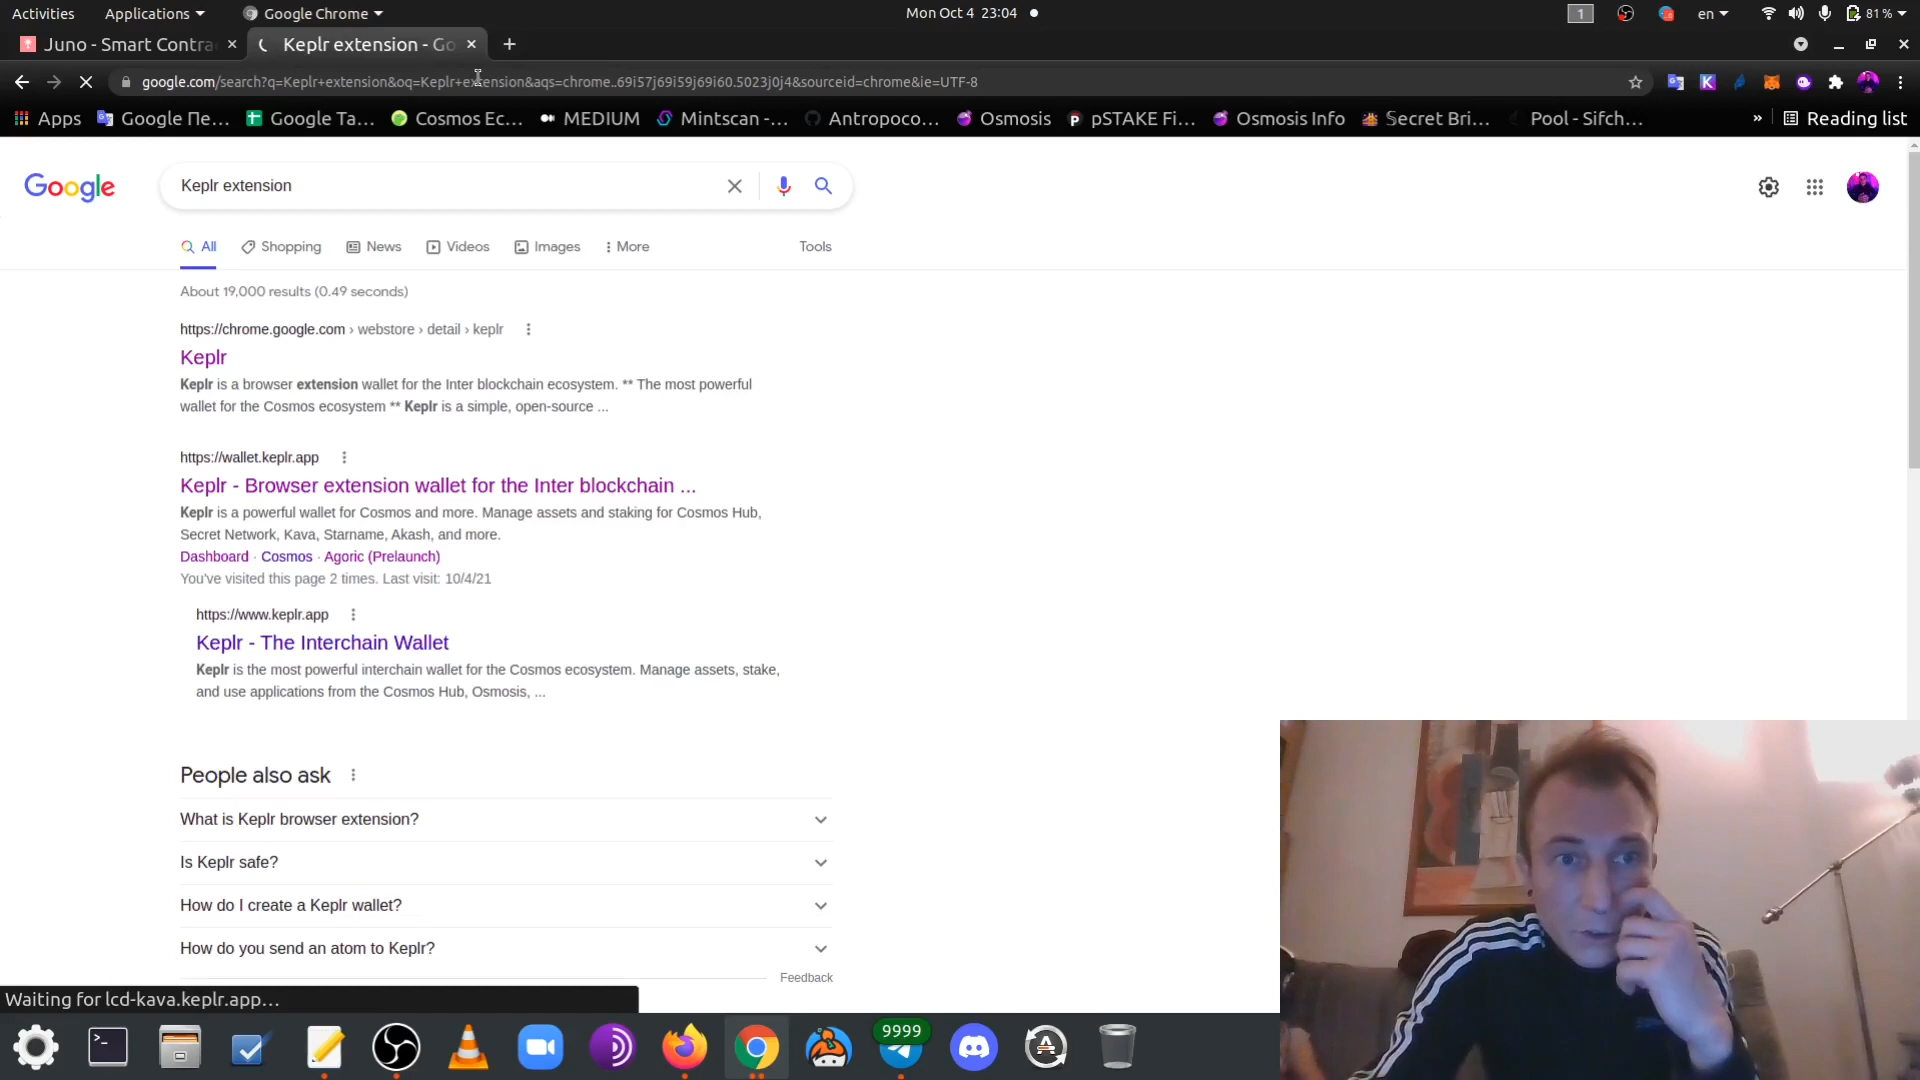 Activities Applications Google Chrome Mon Oct 4 23:04 1 en 81 %
Juno - Smart Contra Keplr extension - Go
google.com/search?q=Keplr+extension&oq=Keplr+extension&aqs=chrome..69i57j69i59j69i60.5023j0j4&sourceid=chrome&ie=UTF-8
Apps Google Пе... Google Ta... Cosmos Ec... MEDIUM Mintscan -... Antropoco... Osmosis pSTAKE Fi... Osmosis Info Secret Bri... Pool - Sifch... » Reading list
Google Keplr extension
All Shopping News Videos Images More Tools
About 19,000 results (0.49 seconds)
https://chrome.google.com › webstore › detail › keplr
Keplr
Keplr is a browser extension wallet for the Inter blockchain ecosystem. ** The most powerful
wallet for the Cosmos ecosystem ** Keplr is a simple, open-source ...
https://wallet.keplr.app
Keplr - Browser extension wallet for the Inter blockchain ...
Keplr is a powerful wallet for Cosmos and more. Manage assets and staking for Cosmos Hub,
Secret Network, Kava, Starname, Akash, and more.
Dashboard · Cosmos · Agoric (Prelaunch)
You've visited this page 2 times. Last visit: 10/4/21
https://www.keplr.app
Keplr - The Interchain Wallet
Keplr is the most powerful interchain wallet for the Cosmos ecosystem. Manage assets, stake,
and use applications from the Cosmos Hub, Osmosis, ...
People also ask
What is Keplr browser extension?
Is Keplr safe?
How do I create a Keplr wallet?
How do you send an atom to Keplr?
Feedback
Waiting for lcd-kava.keplr.app...
9999